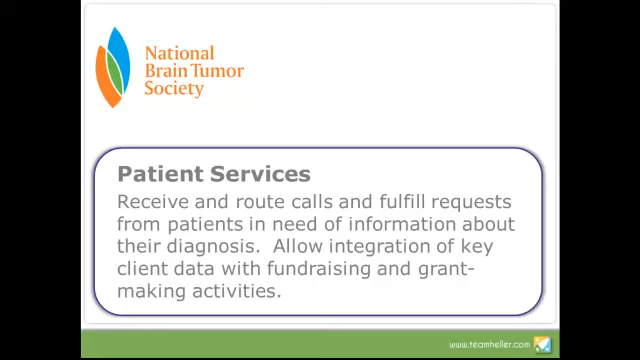 National
Brain Tumor
Society
Patient Services
Receive and route calls and fulfill requests
from patients in need of information about
their diagnosis.  Allow integration of key
client data with fundraising and grant-
making activities.
www.teamheller.com